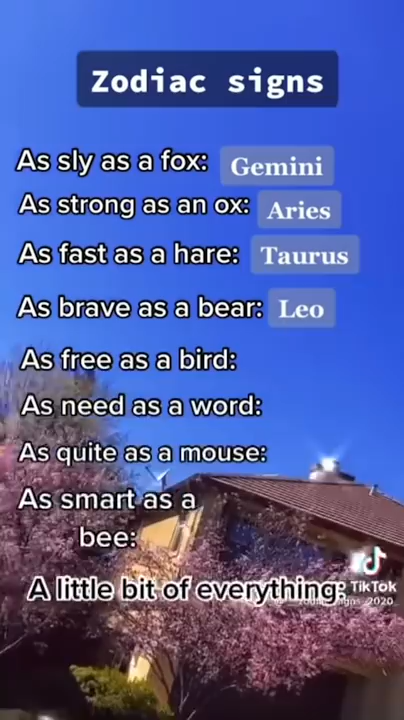 Zodiac signs
As sly as a fox: Gemini
As strong as an ox: Aries
As fast as a hare: Taurus
As brave as a bear: Leo
As free as a bird:
As need as a word:
As quite as a mouse:
As smart as a
bee:
A little bit of everything:
TikTok